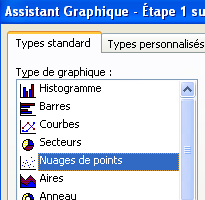 Assistant Graphique - Étape 1 su
Types standard Types personnalisés
Type de graphique :
Histogramme
Barres
Courbes
Secteurs
Nuages de points
Aires
Anneau